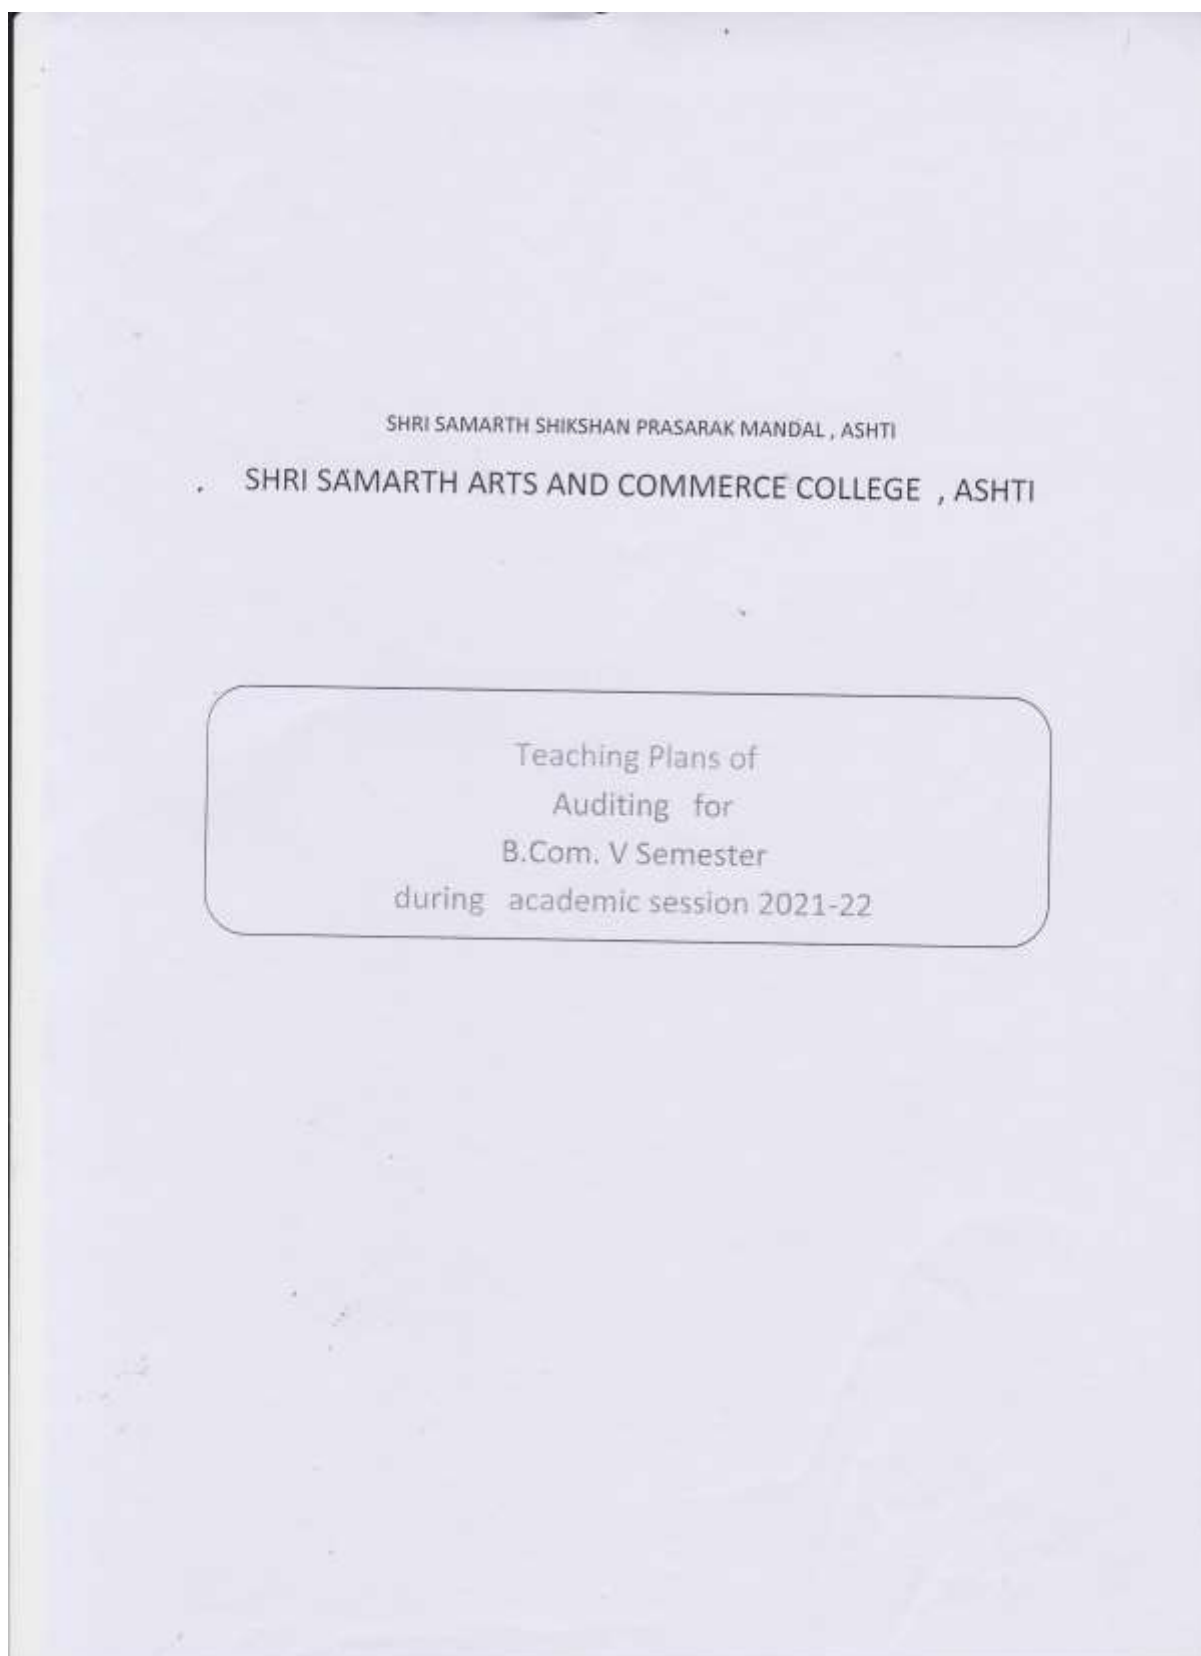 SHRI SAMARTH SHIKSHAN PRASARAK MANDAL , ASHTI
SHRI SAMARTH ARTS AND COMMERCE COLLEGE , ASHTI
Teaching Plans of
Auditing for
B.Com. V Semester
during academic session 2021-22